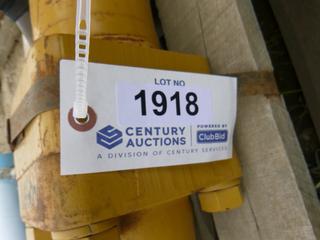 LOT NO
1918
CENTURY AUCTIONS
POWERED BY
ClubBid
A DIVISION OF CENTURY SERVICES